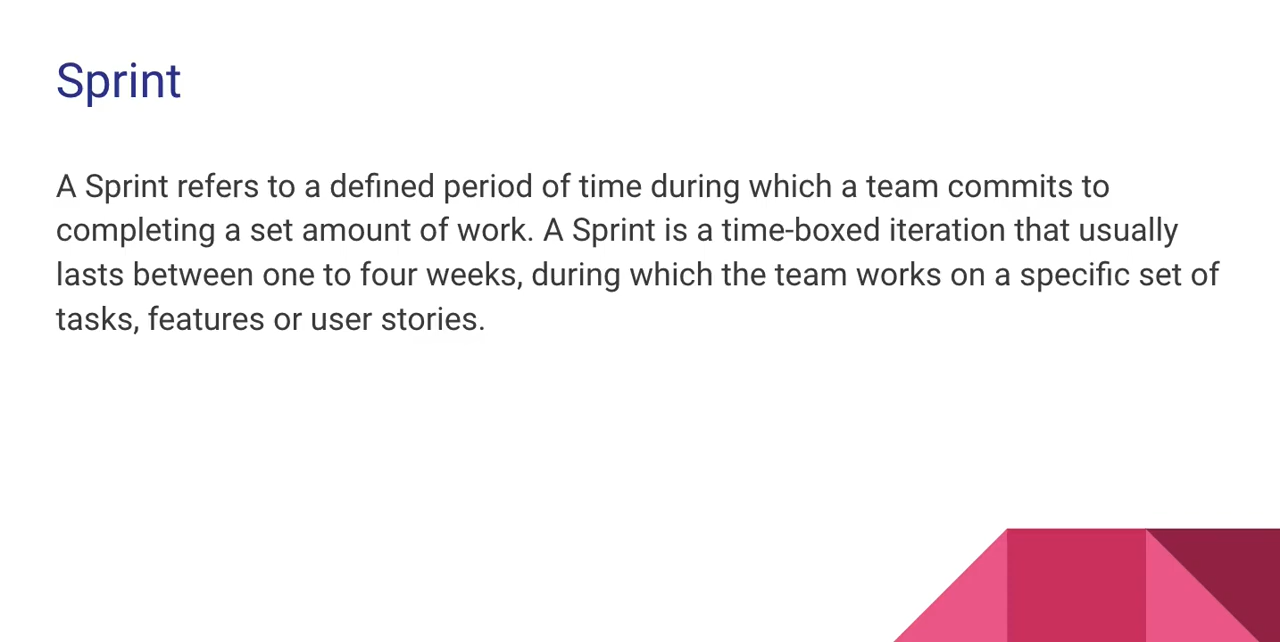 Sprint
A Sprint refers to a defined period of time during which a team commits to
completing a set amount of work. A Sprint is a time-boxed iteration that usually
lasts between one to four weeks, during which the team works on a specific set of
tasks, features or user stories.